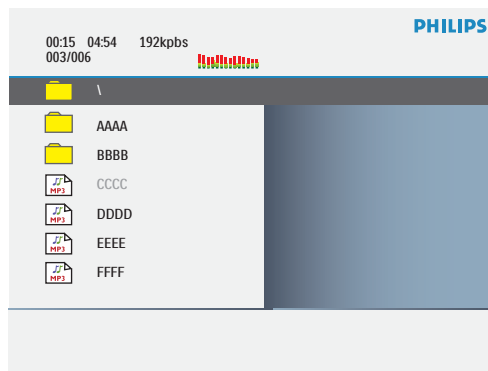 PHILIPS
00:15 04:54 192kpbs
003/006
\
AAAA
BBBB
MP3 CCCC
MP3 DDDD
MP3 EEEE
MP3 FFFF